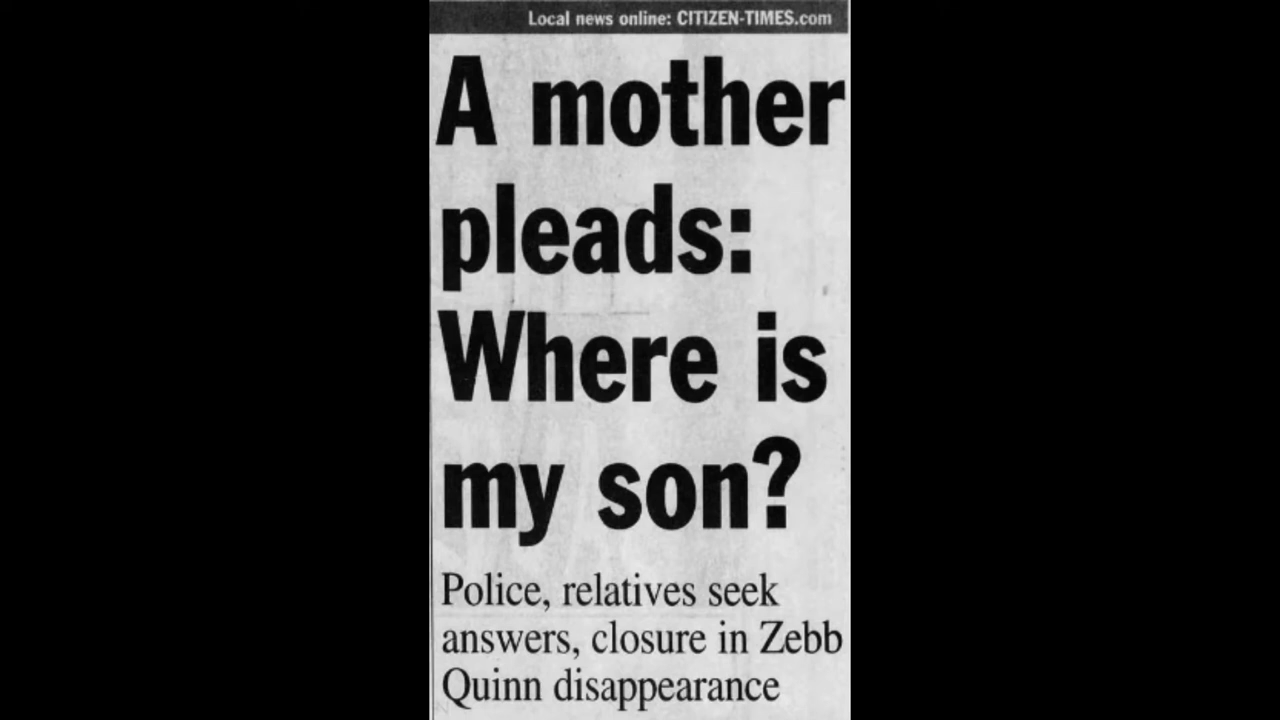 Local news online: CITIZEN-TIMES.com
A mother
pleads:
Where is
my son?
Police, relatives seek
answers, closure in Zebb
Quinn disappearance